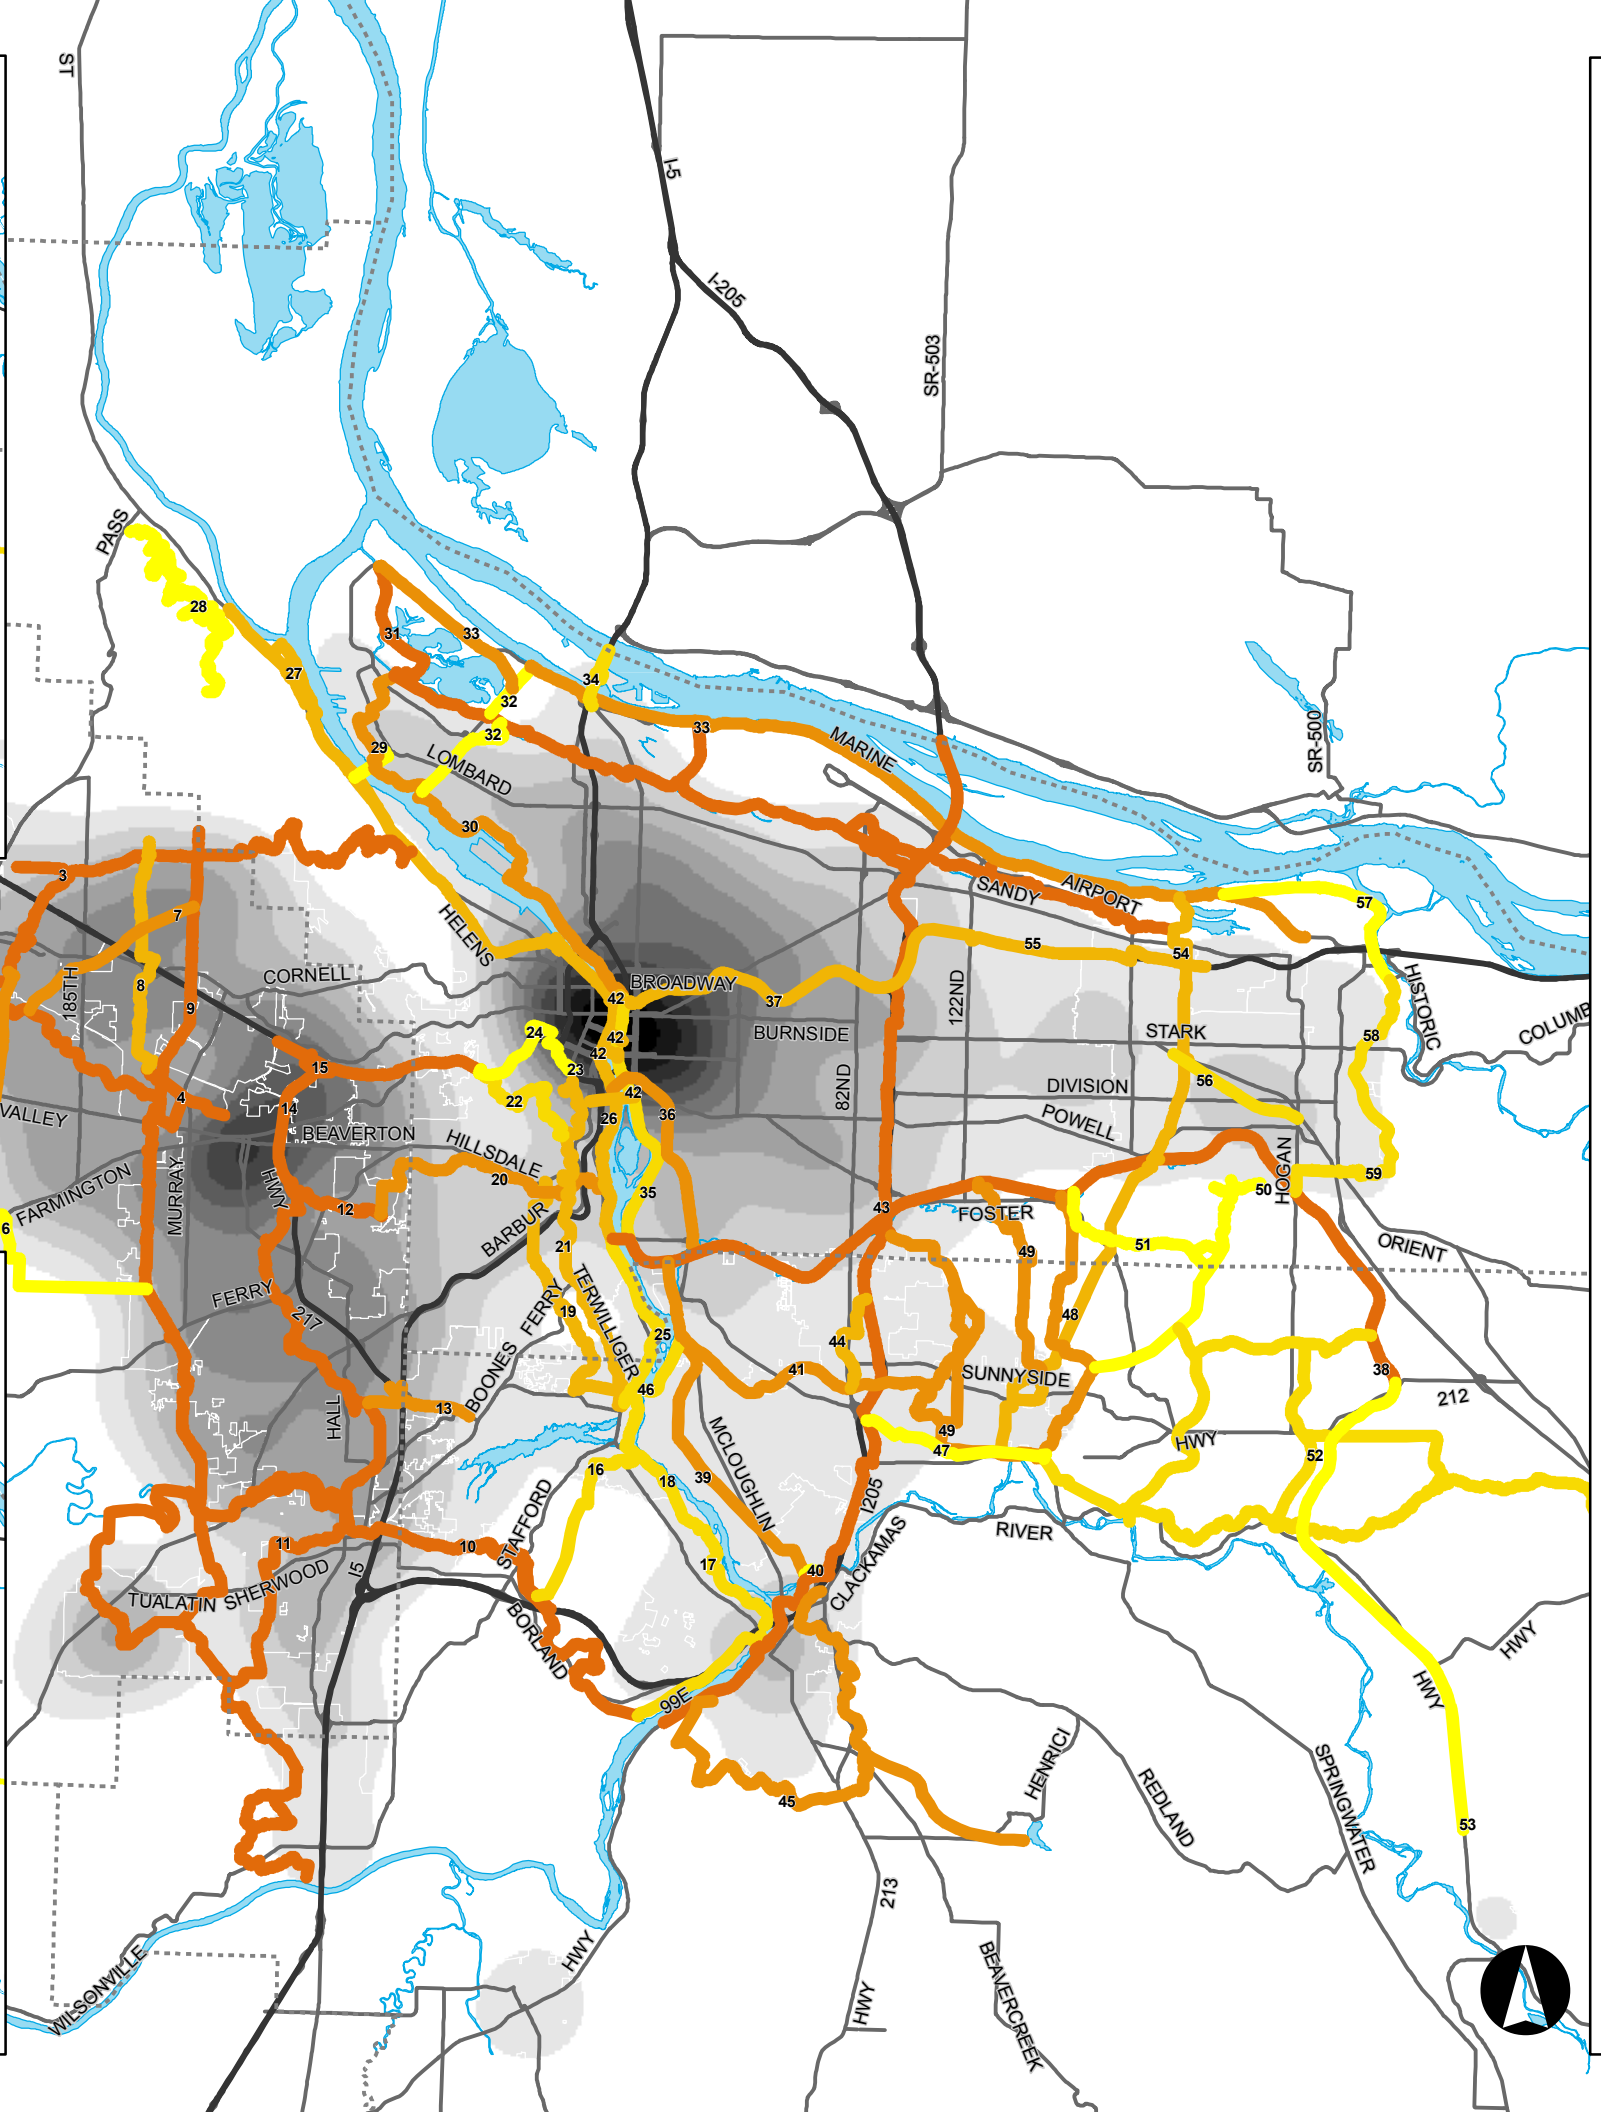 ST
I-5
I-205
SR-503
PASS
28
31
33
27
34
32
SR-500
32
33
29
MARINE
LOMBARD
30
3
SANDY
AIRPORT
57
7
HELENS
55
54
CORNELL
BROADWAY
185TH
8
9
42
37
122ND
HISTORIC
24
42
BURNSIDE
STARK
58
COLUMB
42
15
23
56
DIVISION
82ND
4
14
22
42
26
36
VALLEY
BEAVERTON
POWELL
HILLSDALE
HOGAN
59
FARMINGTON
MURRAY
HWY
20
35
50
6
12
BARBUR
43
FOSTER
21
49
51
ORIENT
FERRY
217
FERRY
19
TERWILLIGER
25
44
48
41
SUNNYSIDE
38
BOONES
46
212
HALL
13
MCLOUGHLIN
49
47
HWY
52
16
18
39
STAFFORD
I205
RIVER
11
10
17
CLACKAMAS
TUALATIN
SHERWOOD
I5
40
BORLAND
HWY
99E
HWY
HENRICI
REDLAND
SPRINGWATER
45
53
213
WILSONVILLE
HWY
HWY
BEAVERCREEK